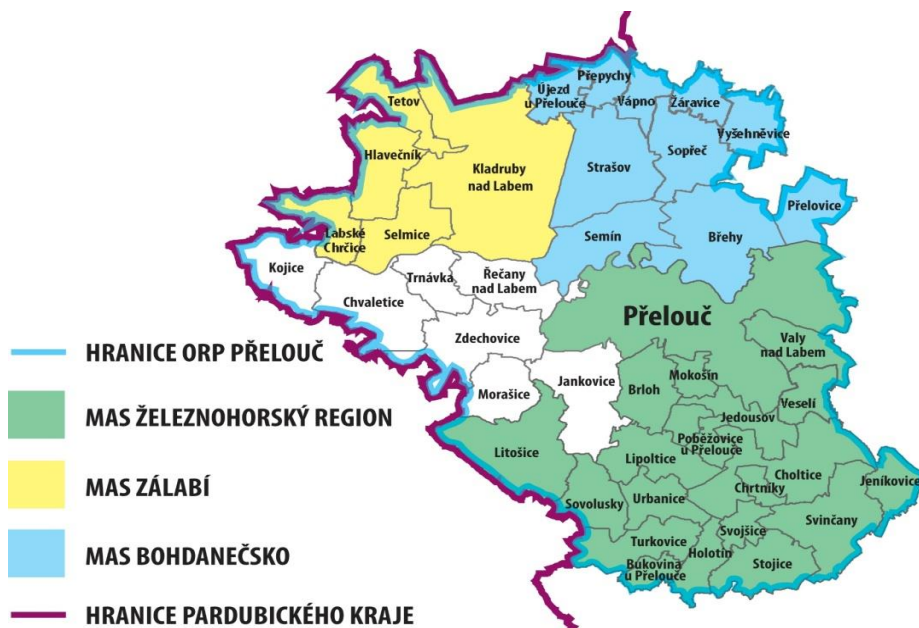 Tetov
Přepychy
Újezd
u Přelouče
Vápno
Žáravice
Vyšehněvice
Hlavečník
Kladruby
nad Labem
Strašov
Sopřeč
Přelovice
Labské
Chrčice
Selmice
Semín
Břehy
Kojice
Trnávka
Řečany
nad Labem
Chvaletice
Přelouč
Zdechovice
Valy
nad Labem
Morašice
Jankovice
Brloh
Mokošín
Veselí
Jedousov
Litošice
Poběžovice
u Přelouče
Lipoltice
Choltice
Jeníkovice
Chrtníky
Sovolusky
Urbanice
Svinčany
Svojšice
Turkovice
Holotín
Stojice
Bukovina
u Přelouče
HRANICE ORP PŘELOUČ
MAS ŽELEZNOHORSKÝ REGION
MAS ZÁLABÍ
MAS BOHDANEČSKO
HRANICE PARDUBICKÉHO KRAJE